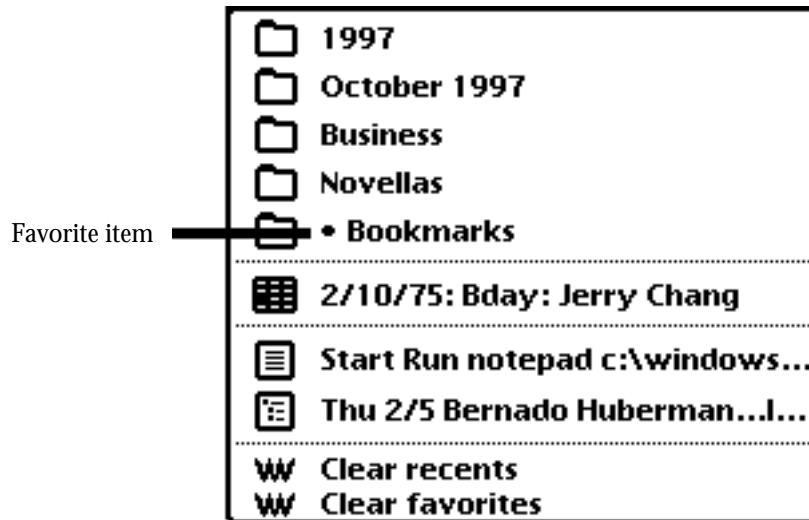 1997
October 1997
Business
Novellas
Favorite item • Bookmarks
2/10/75: Bday: Jerry Chang
Start Run notepad c:\windows...
Thu 2/5 Bernado Huberman...I...
Clear recents
Clear favorites